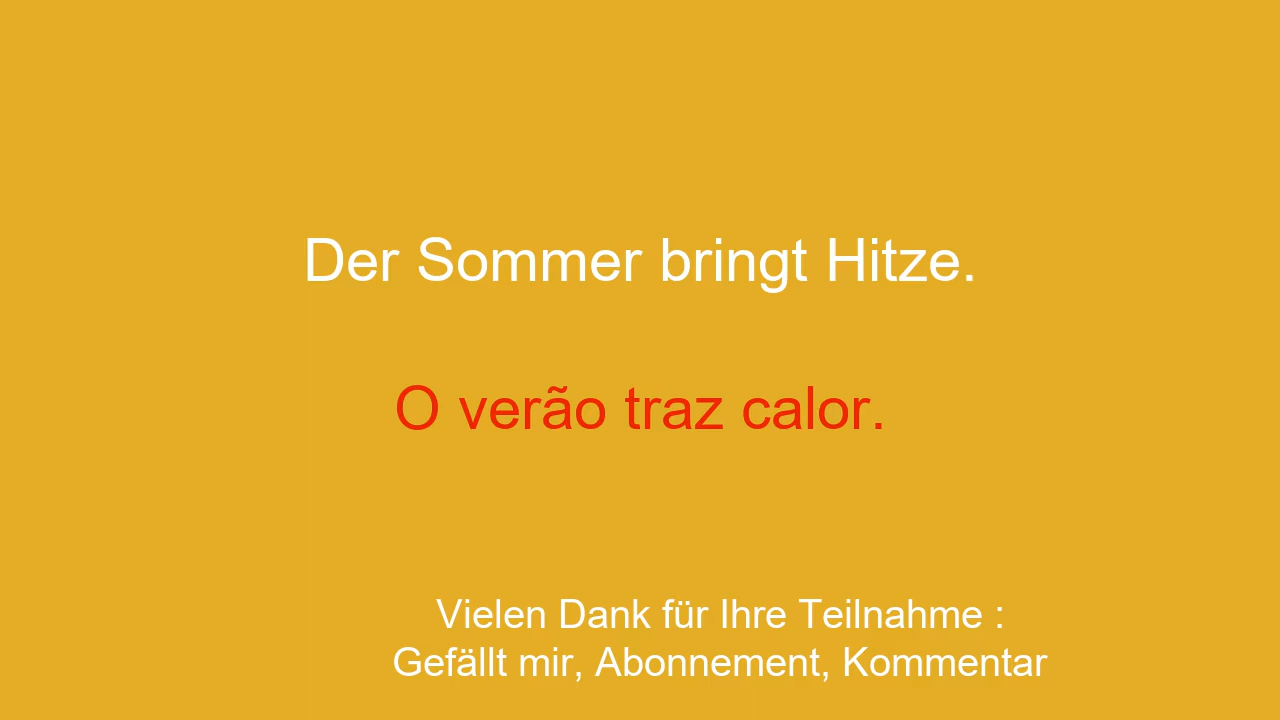 Der Sommer bringt Hitze.
O verão traz calor.
Vielen Dank für Ihre Teilnahme :
Gefällt mir, Abonnement, Kommentar